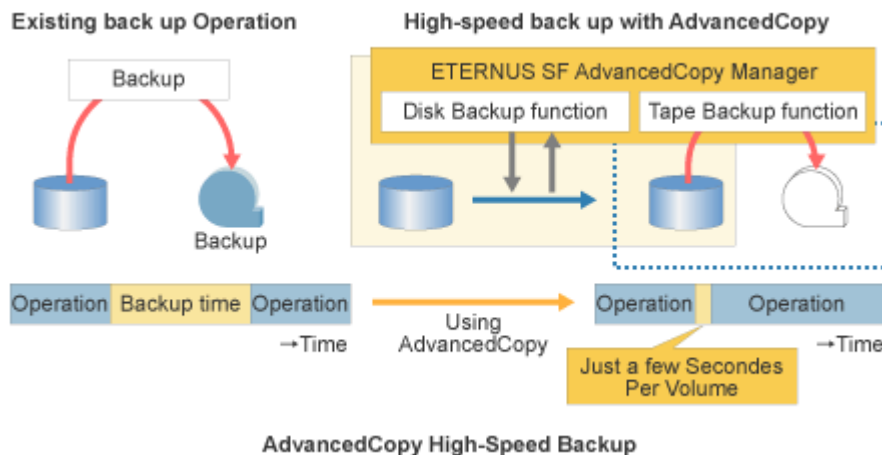 Existing back up Operation
High-speed back up with AdvancedCopy
Backup
ETERNUS SF AdvancedCopy Manager
Disk Backup function
Tape Backup function
Backup
Operation
Backup time
Operation
→Time
Using
AdvancedCopy
Operation
Operation
→Time
Just a few Secondes
Per Volume
AdvancedCopy High-Speed Backup